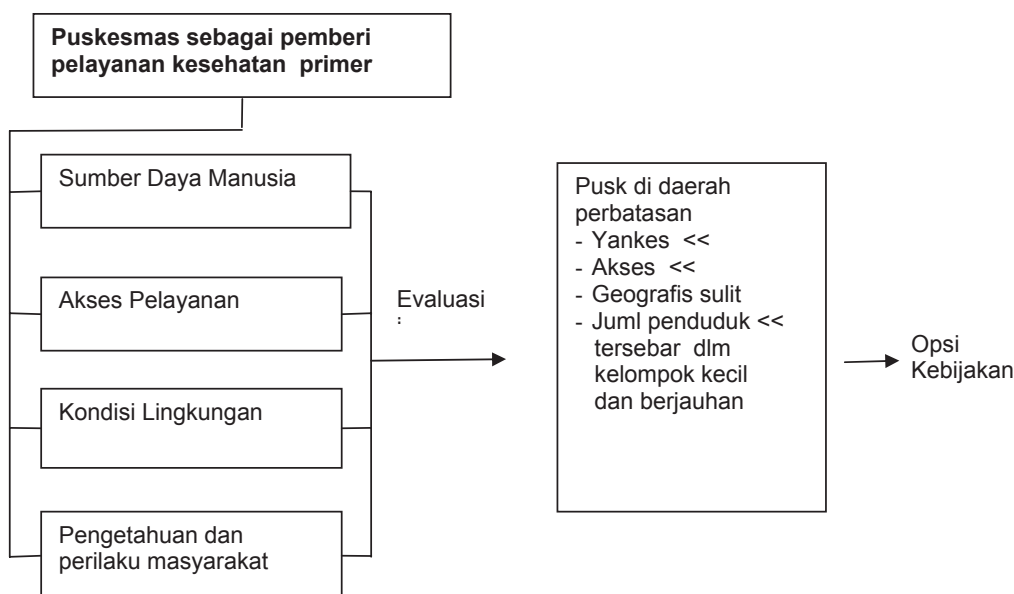 Puskesmas sebagai pemberi
pelayanan kesehatan primer
Sumber Daya Manusia
Akses Pelayanan
Kondisi Lingkungan
Pengetahuan dan
perilaku masyarakat
Evaluasi
:
Pusk di daerah
perbatasan
- Yankes <<
- Akses <<
- Geografis sulit
- Juml penduduk <<
tersebar dlm
kelompok kecil
dan berjauhan
Opsi
Kebijakan